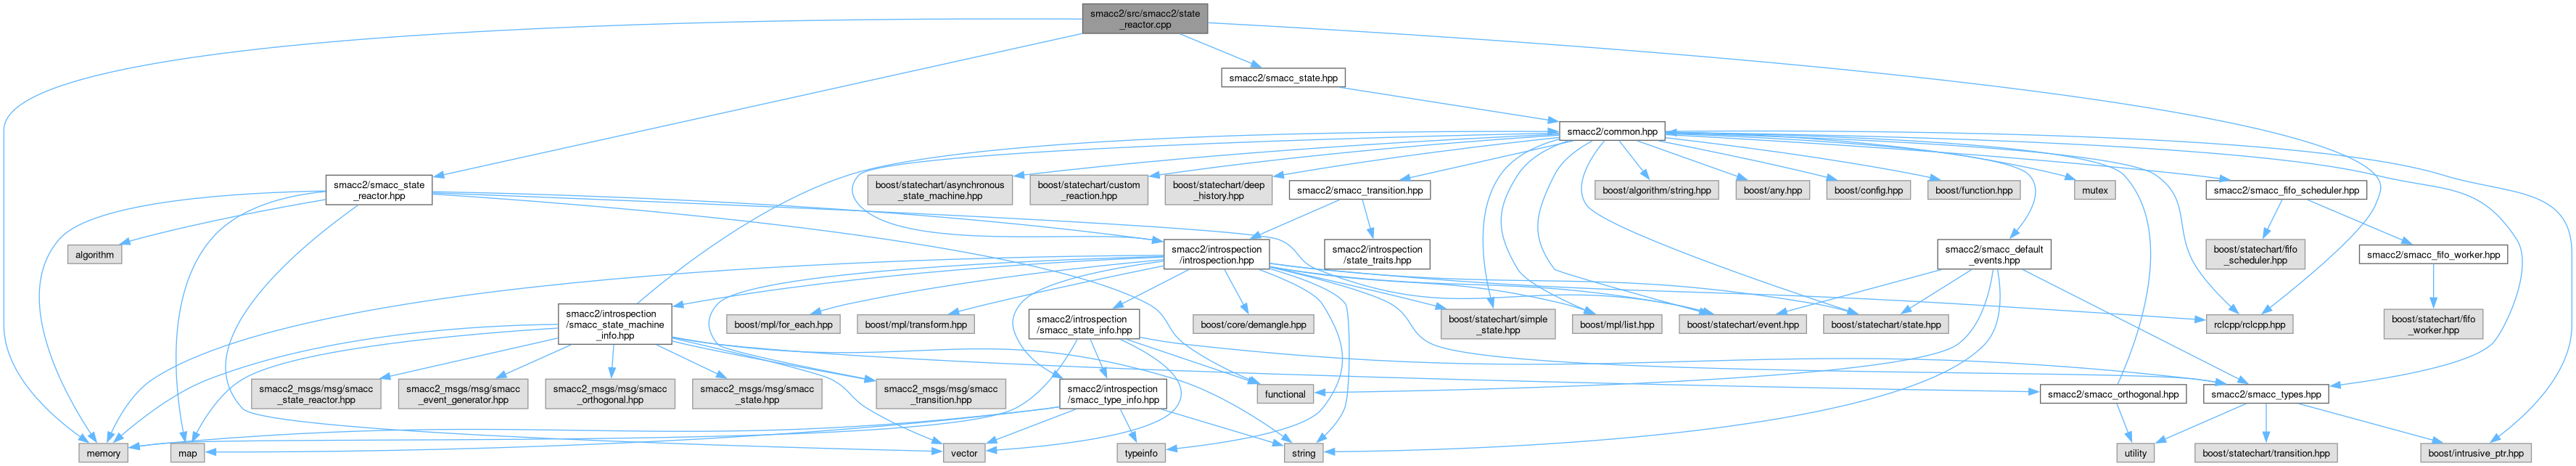 smacc2/src/smacc2/state
_reactor.cpp
smacc2/smacc_state.hpp
smacc2/common.hpp
smacc2/smacc_state
_reactor.hpp
boost/statechart/asynchronous
_state_machine.hpp
boost/statechart/custom
_reaction.hpp
boost/statechart/deep
_history.hpp
smacc2/smacc_transition.hpp
boost/algorithm/string.hpp
boost/any.hpp
boost/config.hpp
boost/function.hpp
mutex
smacc2/smacc_fifo_scheduler.hpp
algorithm
smacc2/introspection
/introspection.hpp
smacc2/introspection
/state_traits.hpp
smacc2/smacc_default
_events.hpp
boost/statechart/fifo
_scheduler.hpp
smacc2/smacc_fifo_worker.hpp
smacc2/introspection
/smacc_state_machine
_info.hpp
boost/mpl/for_each.hpp
boost/mpl/transform.hpp
smacc2/introspection
/smacc_state_info.hpp
boost/core/demangle.hpp
boost/statechart/simple
_state.hpp
boost/mpl/list.hpp
boost/statechart/event.hpp
boost/statechart/state.hpp
rclcpp/rclcpp.hpp
boost/statechart/fifo
_worker.hpp
smacc2_msgs/msg/smacc
_state_reactor.hpp
smacc2_msgs/msg/smacc
_event_generator.hpp
smacc2_msgs/msg/smacc
_orthogonal.hpp
smacc2_msgs/msg/smacc
_state.hpp
smacc2_msgs/msg/smacc
_transition.hpp
smacc2/introspection
/smacc_type_info.hpp
functional
smacc2/smacc_orthogonal.hpp
smacc2/smacc_types.hpp
memory
map
vector
typeinfo
string
utility
boost/statechart/transition.hpp
boost/intrusive_ptr.hpp